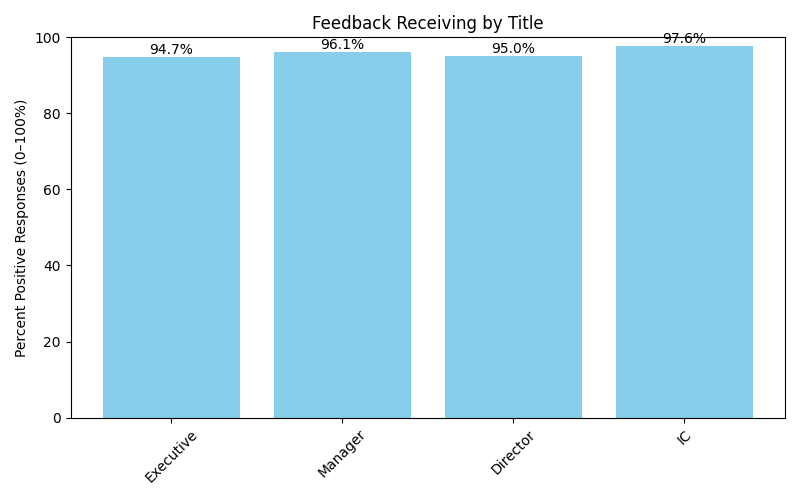 Feedback Receiving by Title
Percent Positive Responses (0–100%)
100
80
60
40
20
0
94.7%
96.1%
95.0%
97.6%
Executive
Manager
Director
IC